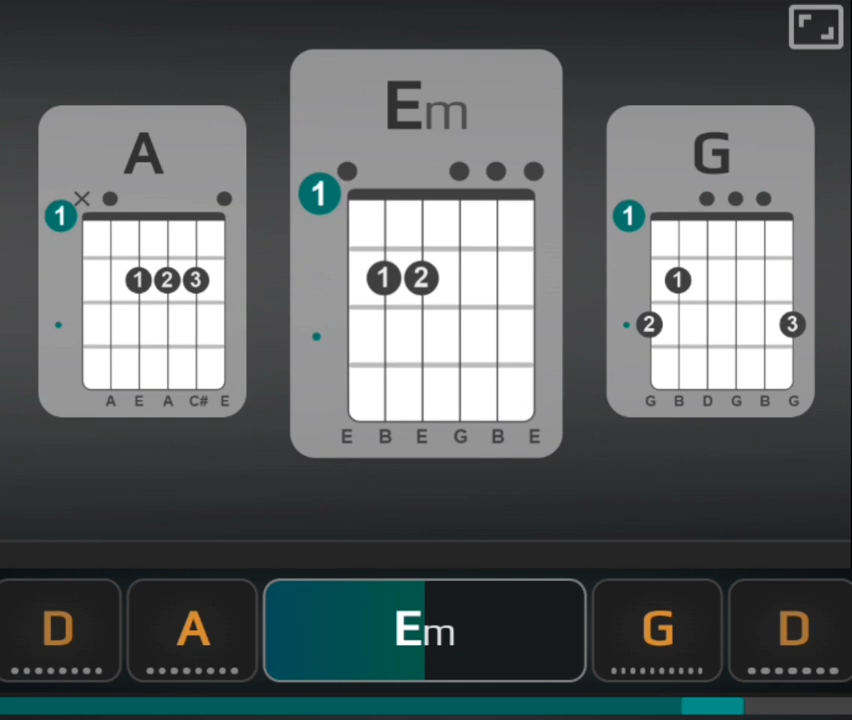 A
Em
G
×
1
1
1
1 2 3
1 2
1
2 3
A E A C# E
E B E G B E
G B D G B G
D A Em G D